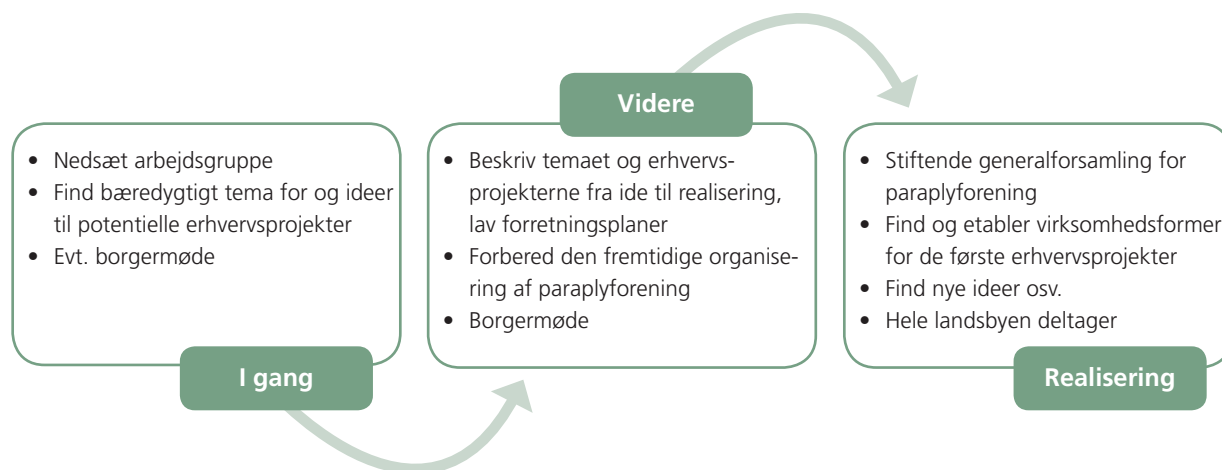 • Nedsæt arbejdsgruppe
• Find bæredygtigt tema for og ideer
til potentielle erhvervsprojekter
• Evt. borgermøde
I gang
Videre
• Beskriv temaet og erhvervs-
projekterne fra ide til realisering,
lav forretningsplaner
• Forbered den fremtidige organise-
ring af paraplyforening
• Borgermøde
• Stiftende generalforsamling for
paraplyforening
• Find og etabler virksomhedsformer
for de første erhvervsprojekter
• Find nye ideer osv.
• Hele landsbyen deltager
Realisering